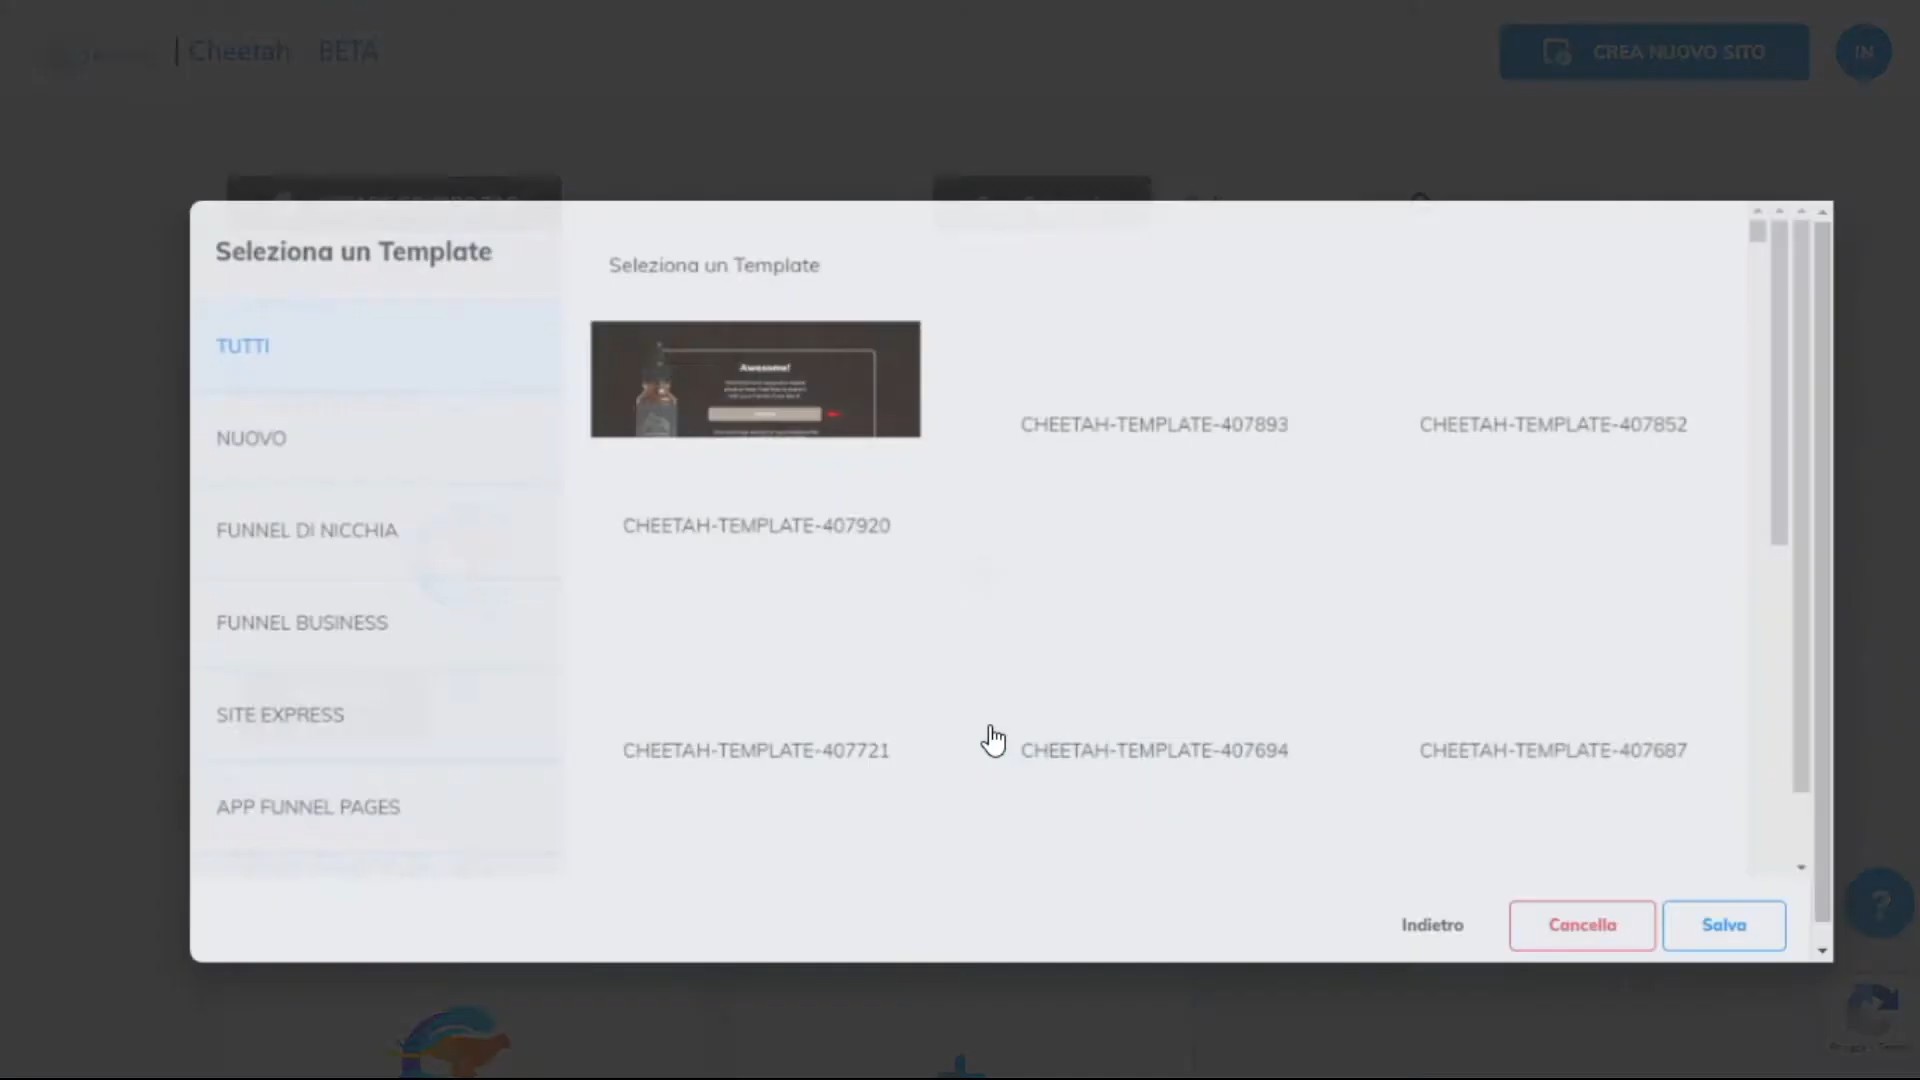 Cheetah BETA
CREA NUOVO SITO
IN
Seleziona un Template
Seleziona un Template
TUTTI
NUOVO
FUNNEL DI NICCHIA
FUNNEL BUSINESS
SITE EXPRESS
APP FUNNEL PAGES
Awesome!
CHEETAH-TEMPLATE-407893
CHEETAH-TEMPLATE-407852
CHEETAH-TEMPLATE-407920
CHEETAH-TEMPLATE-407721
CHEETAH-TEMPLATE-407694
CHEETAH-TEMPLATE-407687
Indietro
Cancella
Salva
?